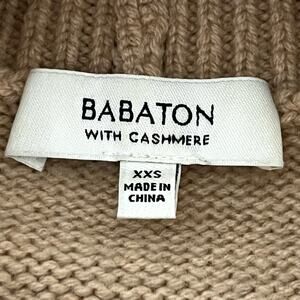 BABATON
WITH CASHMERE
XXS
MADE IN
CHINA